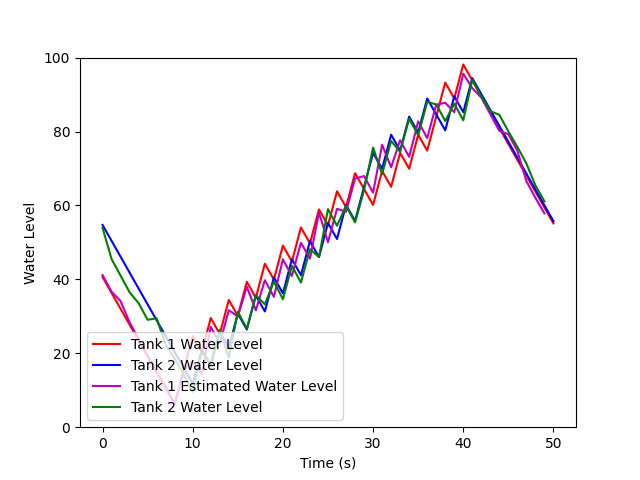 100
80
60
40
20
0
Water Level
Tank 1 Water Level
Tank 2 Water Level
Tank 1 Estimated Water Level
Tank 2 Water Level
0 10 20 30 40 50
Time (s)